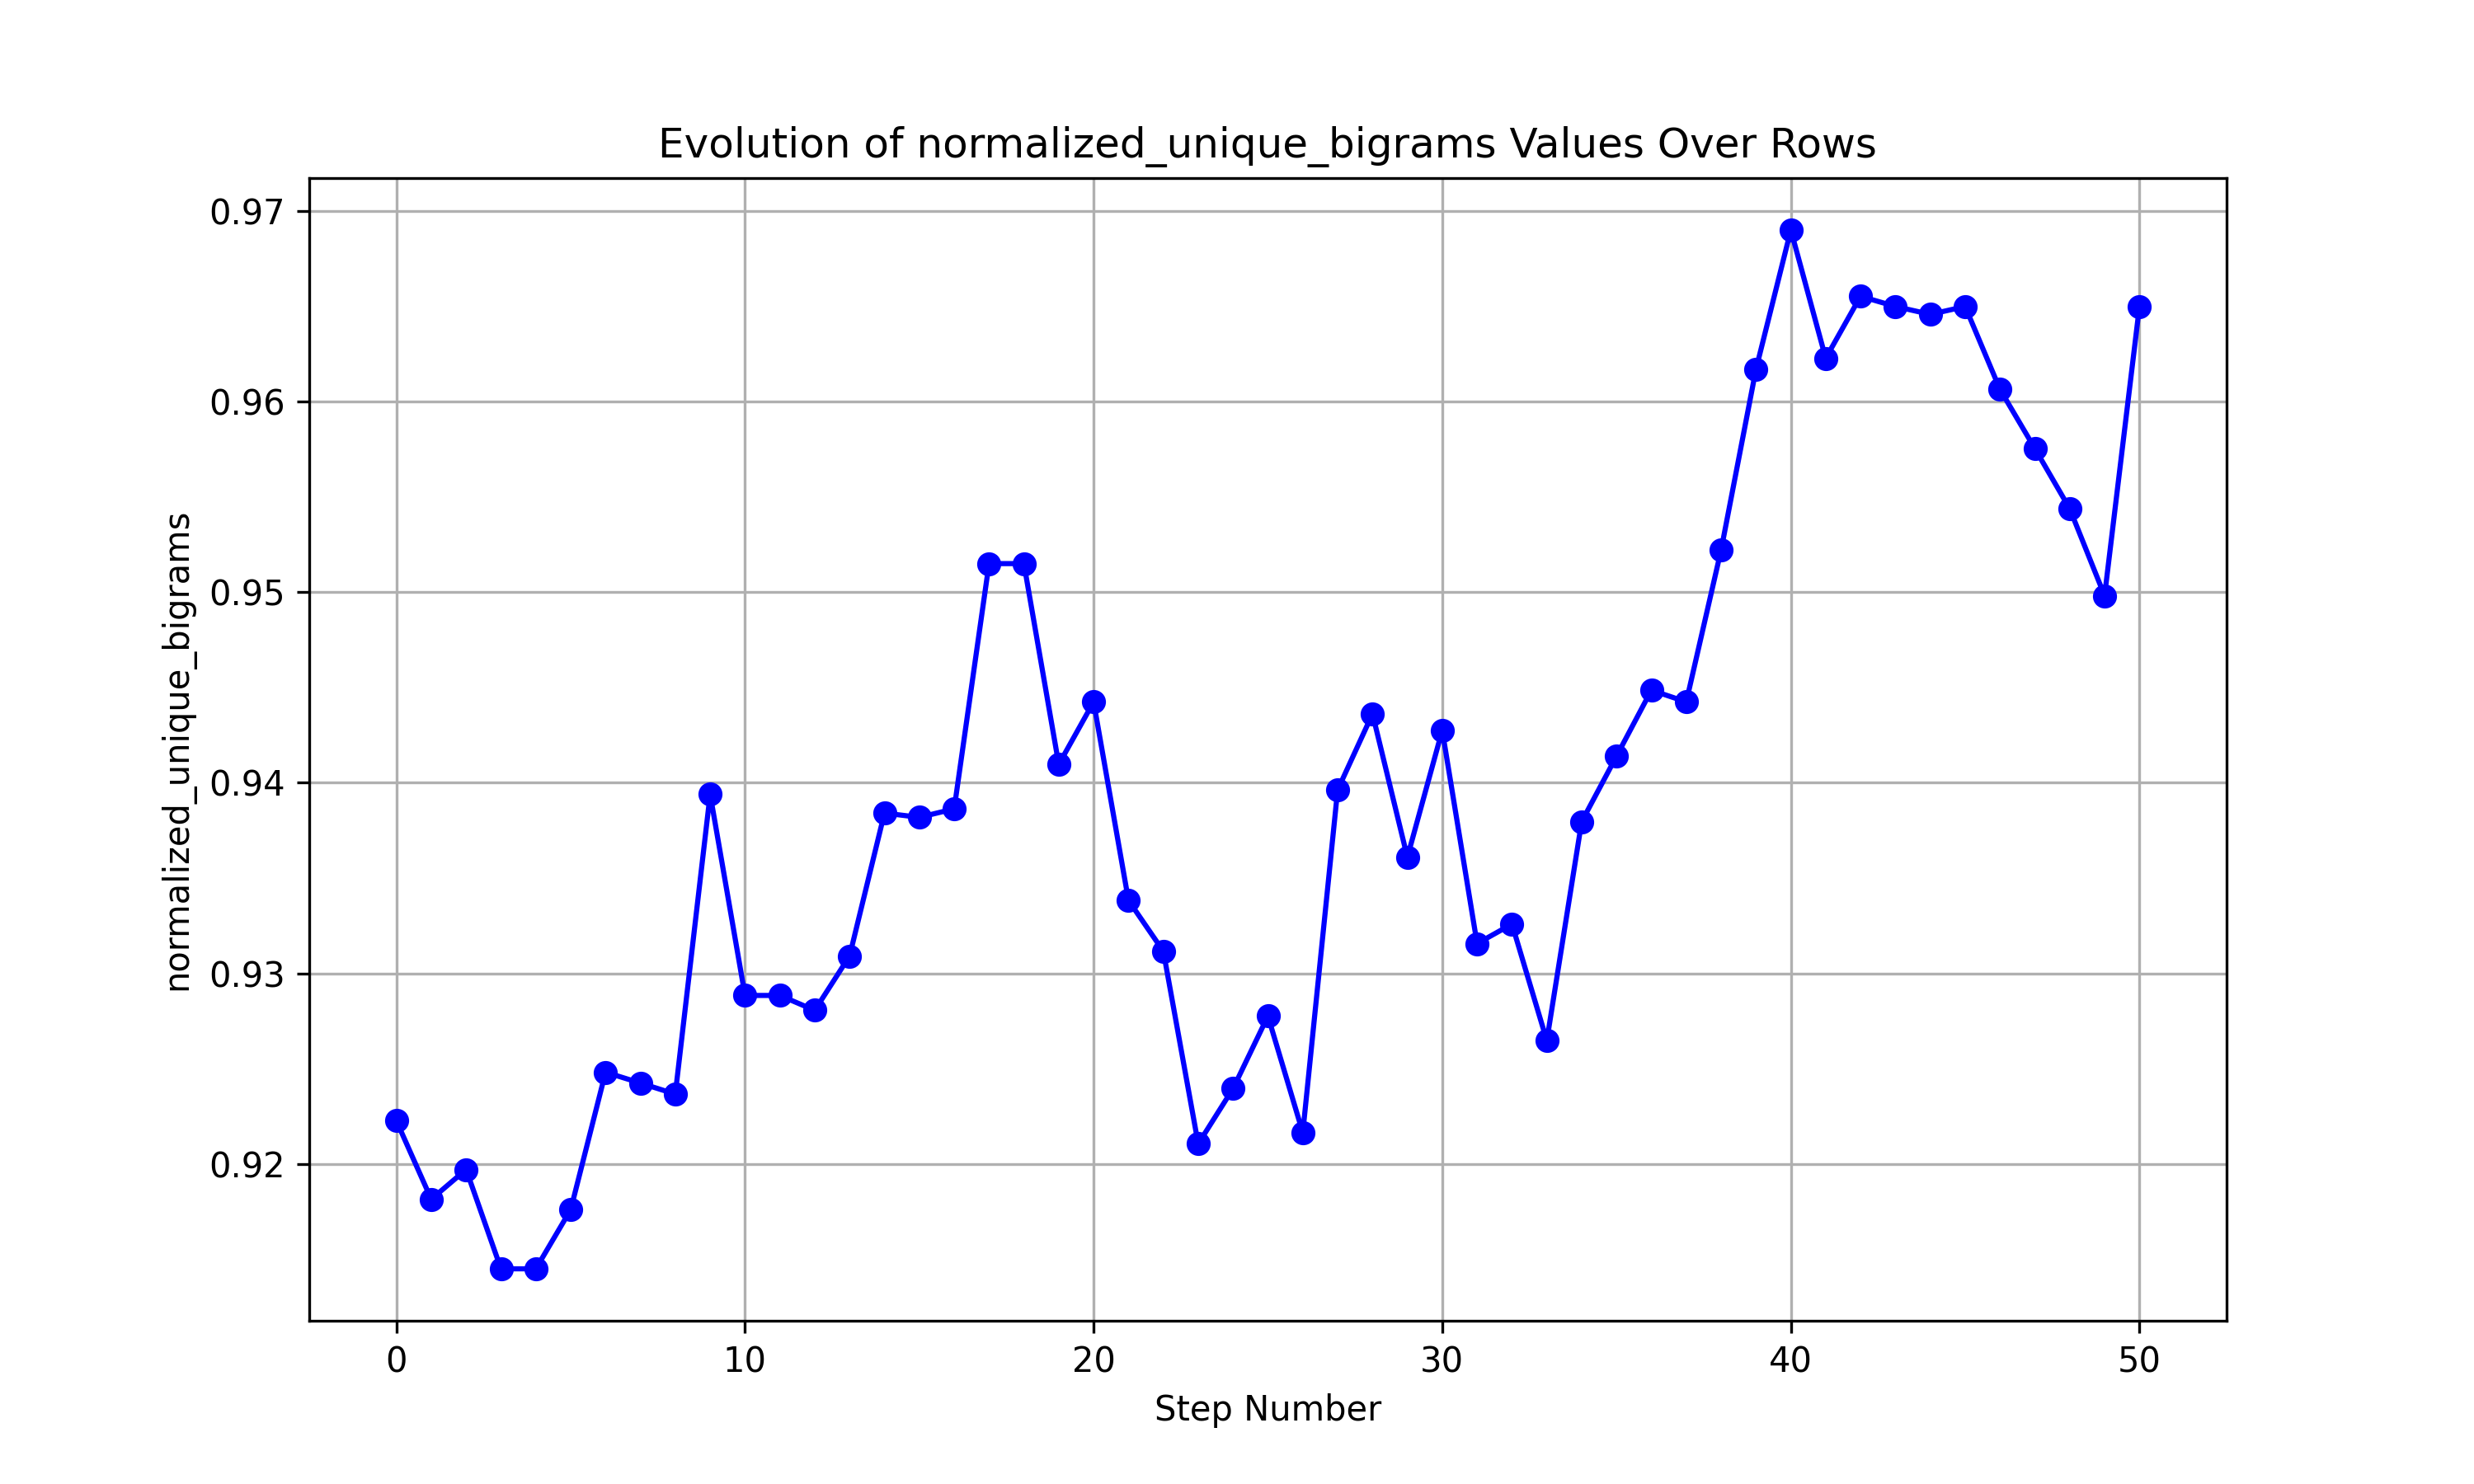 Evolution of normalized_unique_bigrams Values Over Rows
normalized_unique_bigrams
0.97
0.96
0.95
0.94
0.93
0.92
0 10 20 30 40 50
Step Number